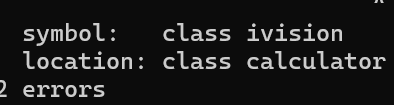 symbol:   class ivision
location: class calculator
2 errors